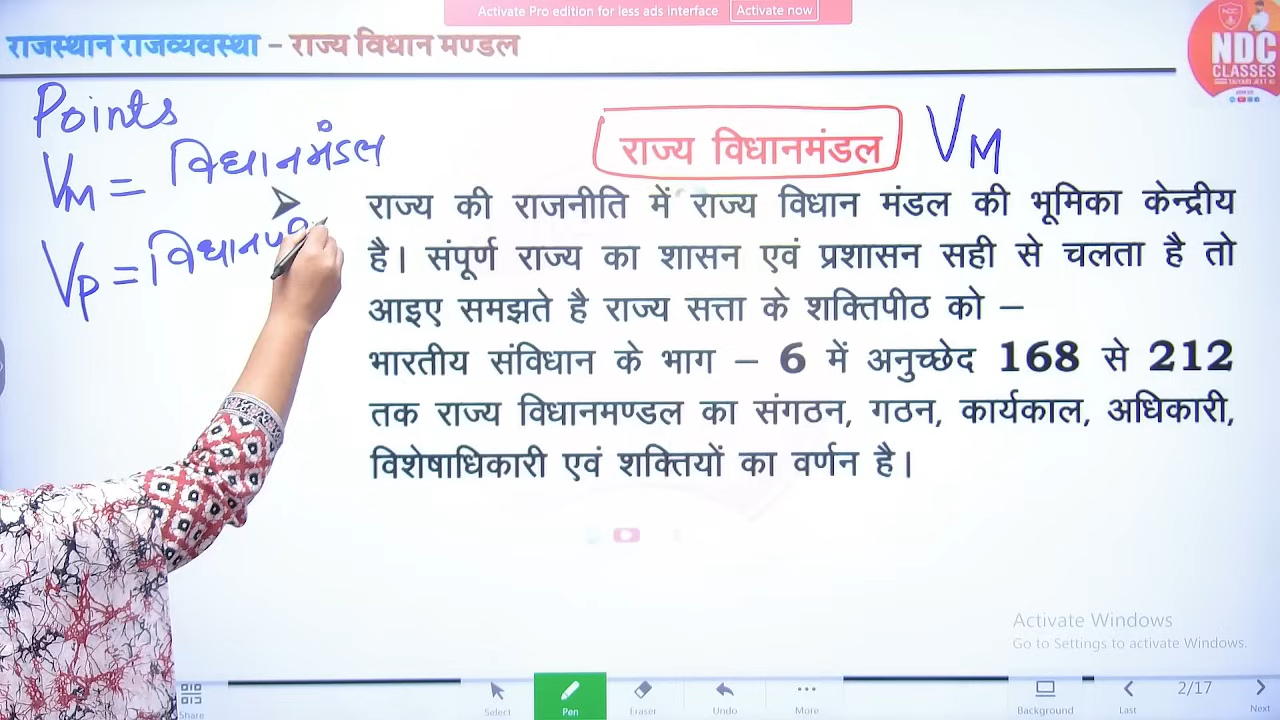 Activate Pro edition for less ads interface Activate now
राजस्थान राजव्यवस्था – राज्य विधान मण्डल
NDC
CLASSES
Points
VM = विधानमंडल
VP =
राज्य विधानमंडल VM
राज्य की राजनीति में राज्य विधान मंडल की भूमिका केन्द्रीय
है। संपूर्ण राज्य का शासन एवं प्रशासन सही से चलता है तो
आइए समझते है राज्य सत्ता के शक्तिपीठ को –
भारतीय संविधान के भाग – 6 में अनुच्छेद 168 से 212
तक राज्य विधानमण्डल का संगठन, गठन, कार्यकाल, अधिकारी,
विशेषाधिकारी एवं शक्तियों का वर्णन है।
Activate Windows
Go to Settings to activate Windows.
Share Select Pen Eraser Undo More Background Last 2/17 Next